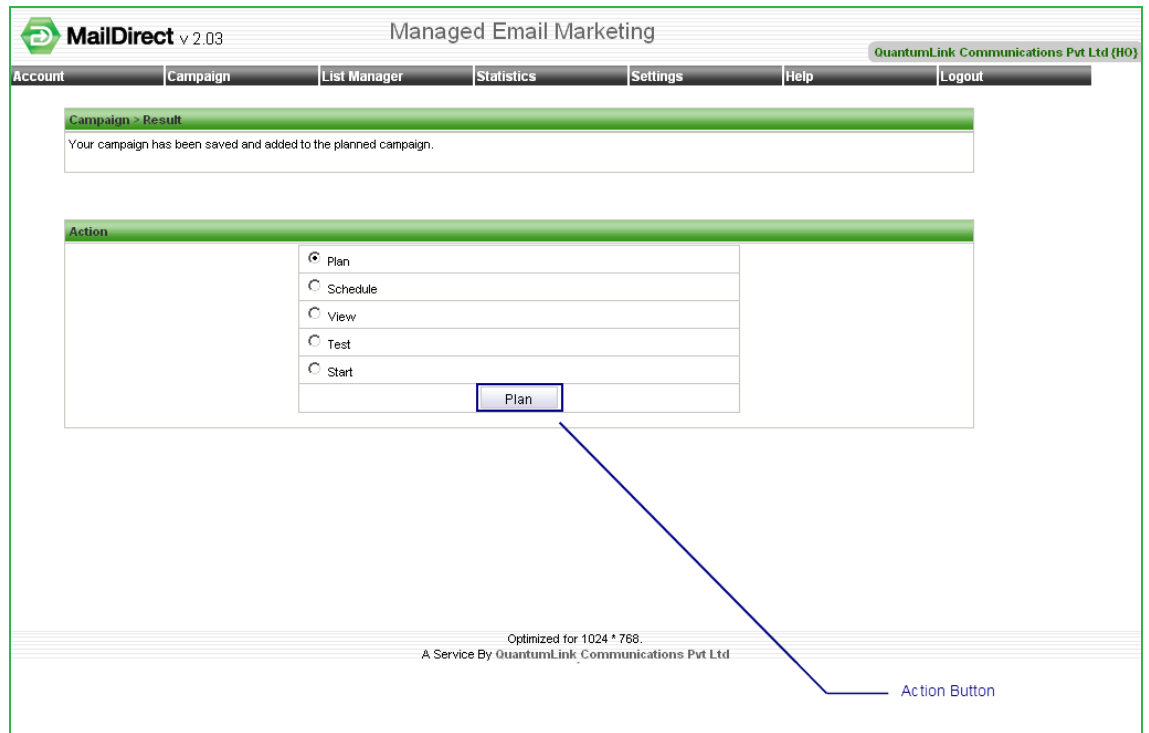 MailDirect v 2.03
Managed Email Marketing
QuantumLink Communications Pvt Ltd {HO}
Account Campaign List Manager Statistics Settings Help Logout
Campaign > Result
Your campaign has been saved and added to the planned campaign.
Action
Plan
Schedule
View
Test
Start
Plan
Optimized for 1024 * 768.
A Service By QuantumLink Communications Pvt Ltd
Action Button